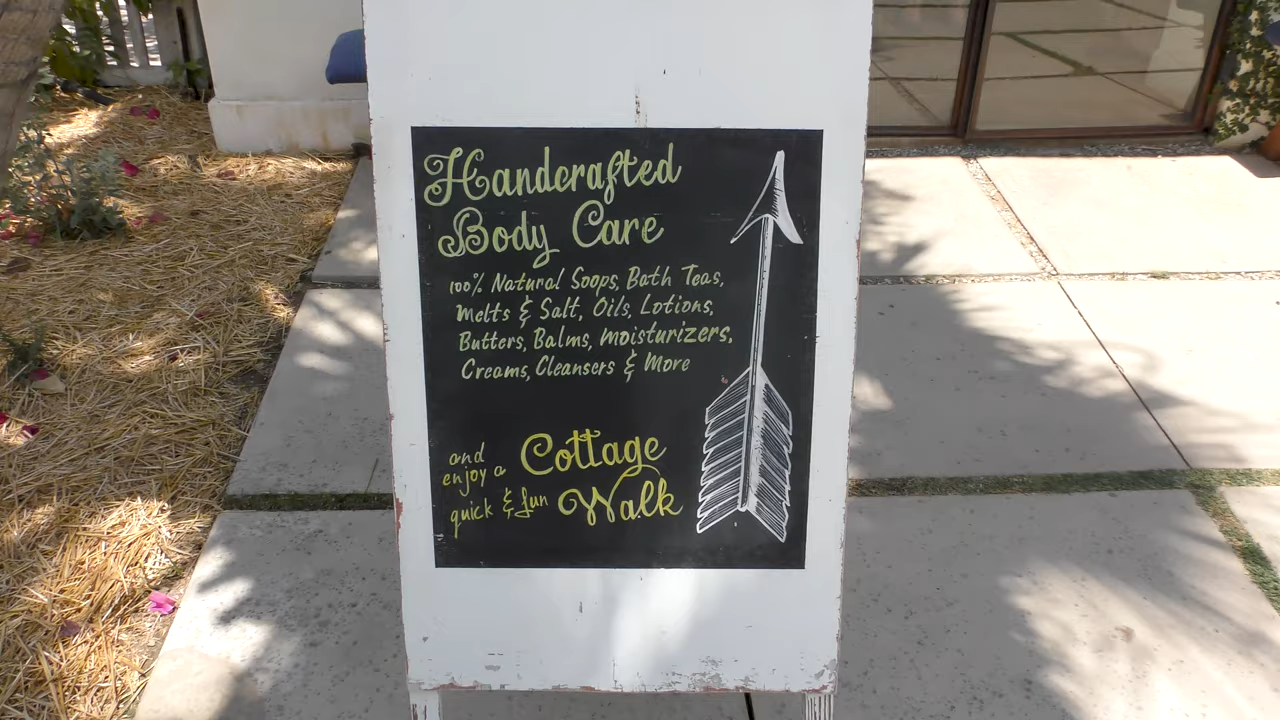 Handcrafted
Body Care
100% Natural Soaps, Bath Teas,
Melts & Salt, Oils, Lotions,
Butters, Balms, Moisturizers,
Creams, Cleansers & More
and
enjoy a Cottage
quick & fun Walk